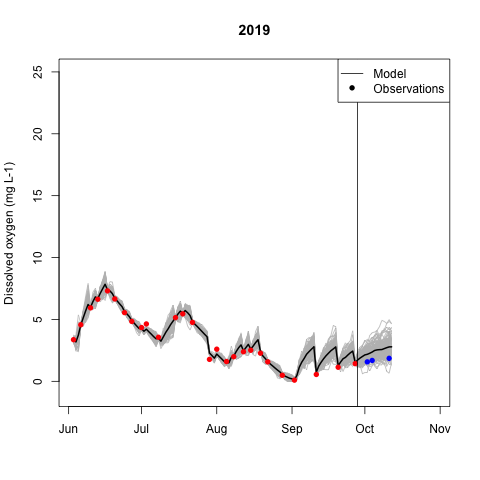 2019
Model
Observations
Dissolved oxygen (mg L-1)
25
20
15
10
5
0
Jun Jul Aug Sep Oct Nov